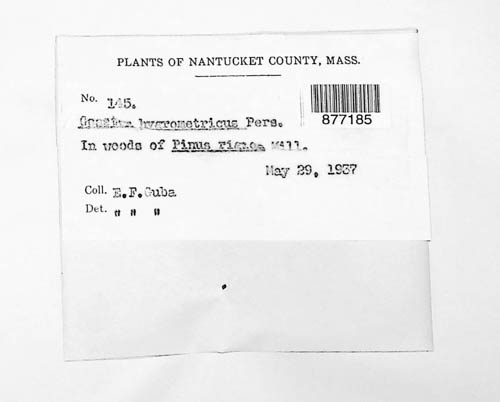 PLANTS OF NANTUCKET COUNTY, MASS.
No. 145.
877185
hygrometricus Pers.
In woods of Pinus Mill.
May 29, 1937
Coll. E.F.Guba
Det. " " "